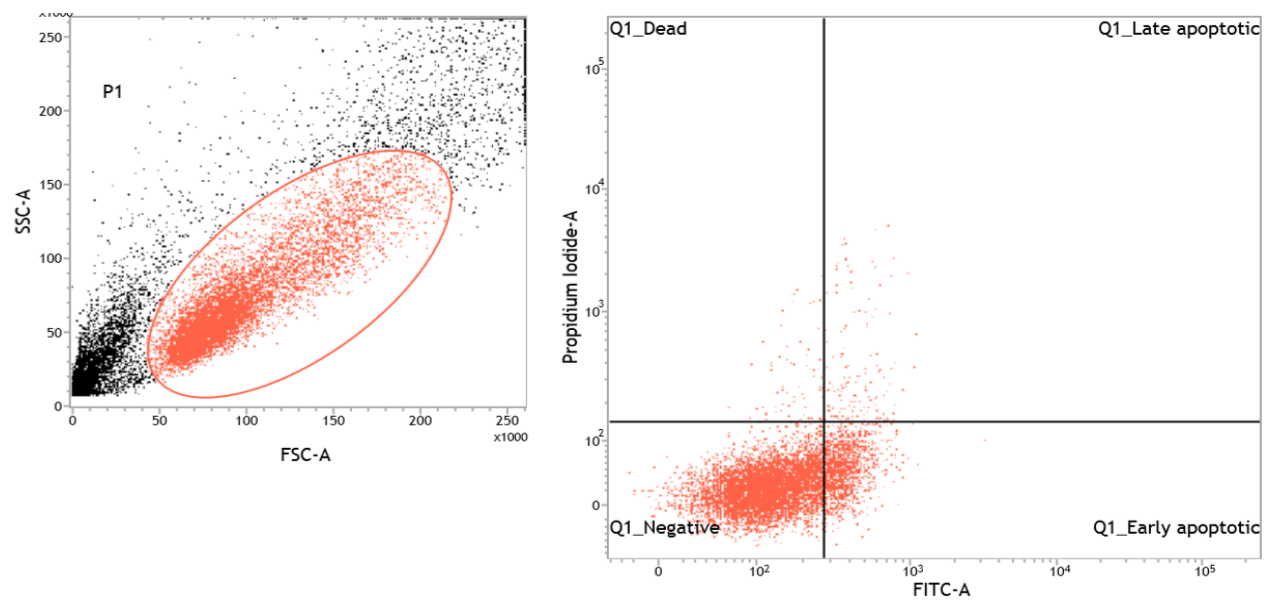 x1000
250
200
150
100
50
0
P1
SSC-A
0
50
100
150
200
250
x1000
FSC-A
Q1_Dead
Q1_Late apoptotic
10^5
10^4
10^3
10^2
0
Propidium Iodide-A
Q1_Negative
Q1_Early apoptotic
0
10^2
10^3
10^4
10^5
FITC-A